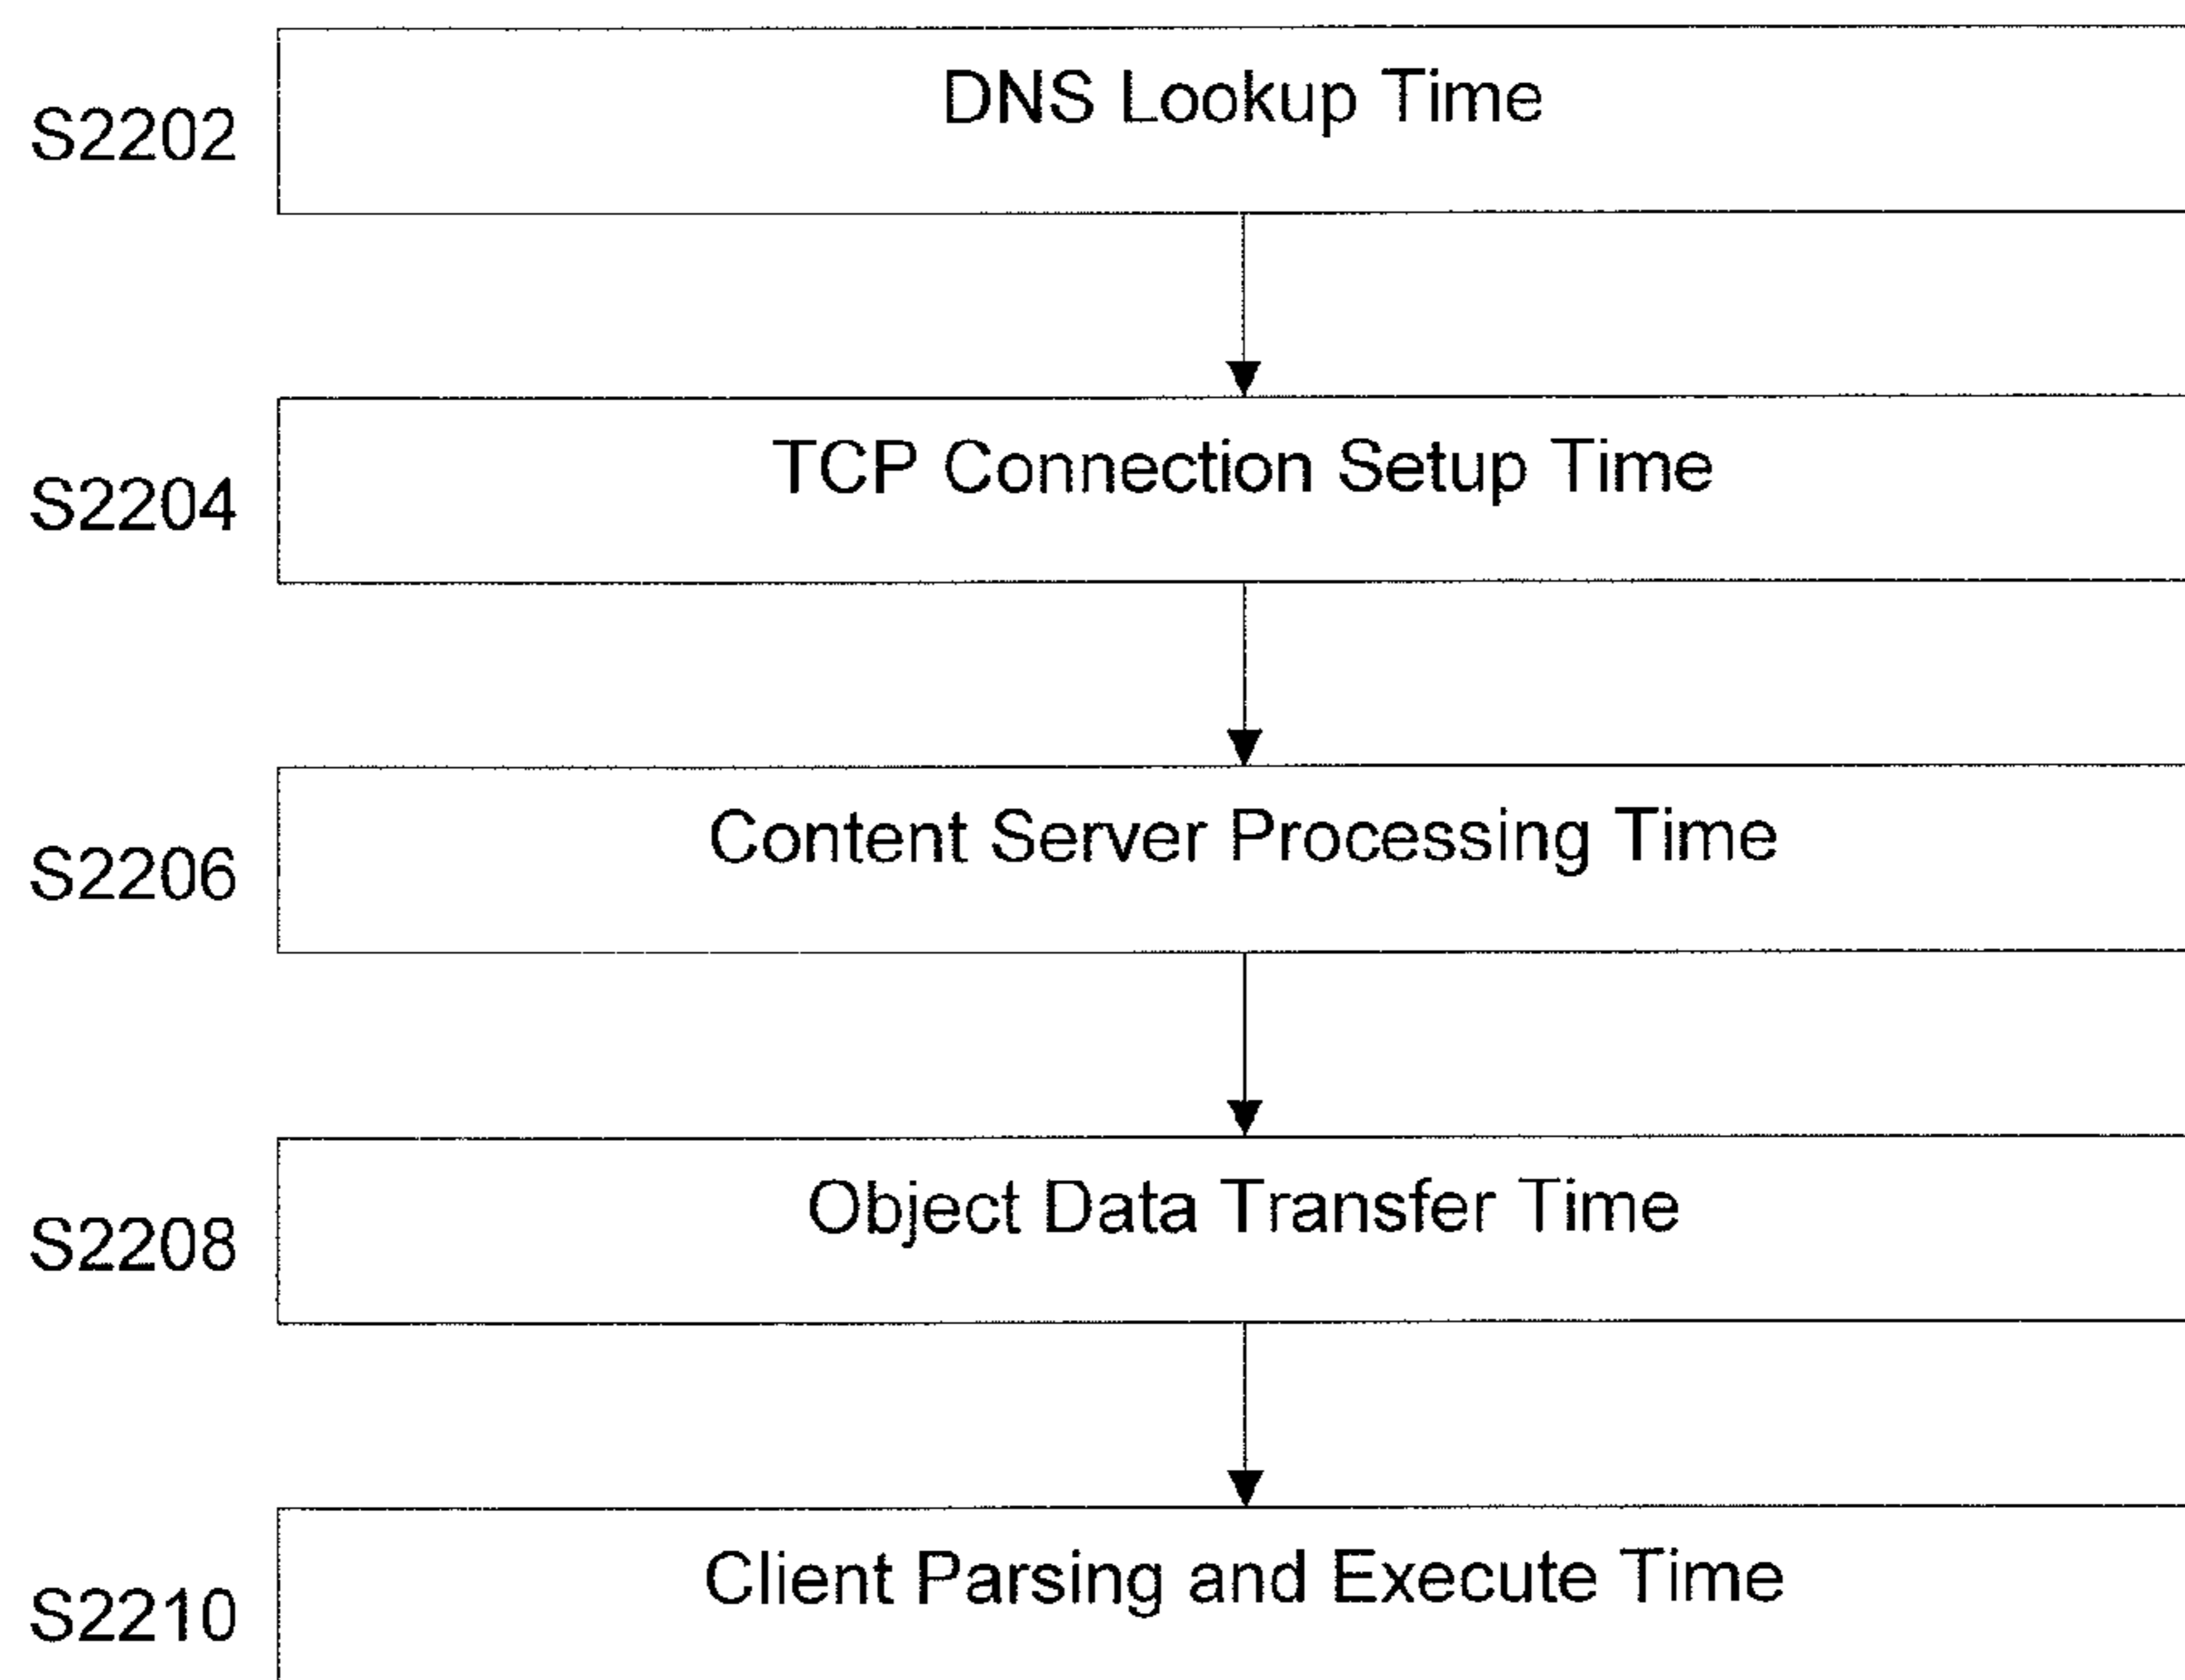 DNS Lookup Time
S2202
TCP Connection Setup Time
S2204
Content Server Processing Time
S2206
Object Data Transfer Time
S2208
Client Parsing and Execute Time
S2210